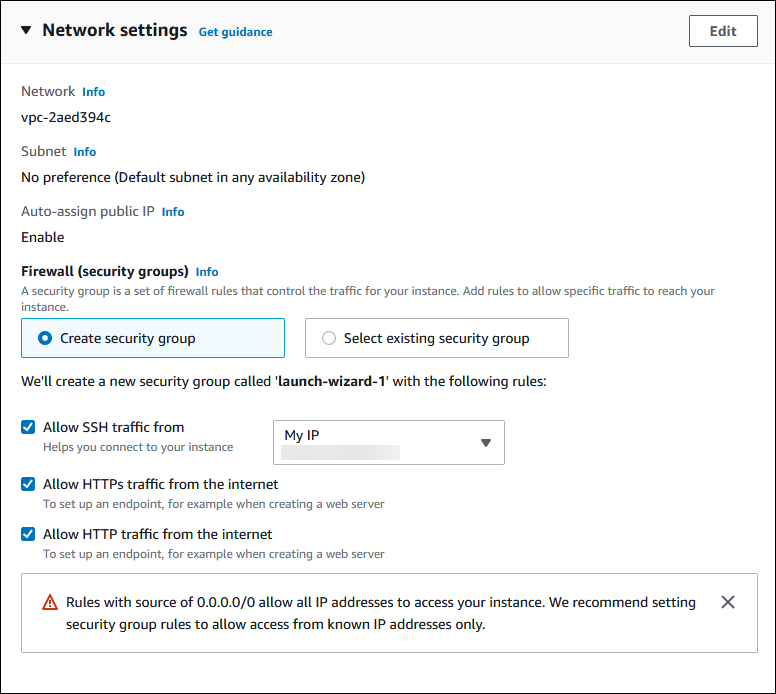 Network settings Get guidance Edit
Network Info
vpc-2aed394c
Subnet Info
No preference (Default subnet in any availability zone)
Auto-assign public IP Info
Enable
Firewall (security groups) Info
A security group is a set of firewall rules that control the traffic for your instance. Add rules to allow specific traffic to reach your
instance.
Create security group Select existing security group
We'll create a new security group called 'launch-wizard-1' with the following rules:
Allow SSH traffic from
Helps you connect to your instance
My IP
Allow HTTPs traffic from the internet
To set up an endpoint, for example when creating a web server
Allow HTTP traffic from the internet
To set up an endpoint, for example when creating a web server
Rules with source of 0.0.0.0/0 allow all IP addresses to access your instance. We recommend setting
security group rules to allow access from known IP addresses only.